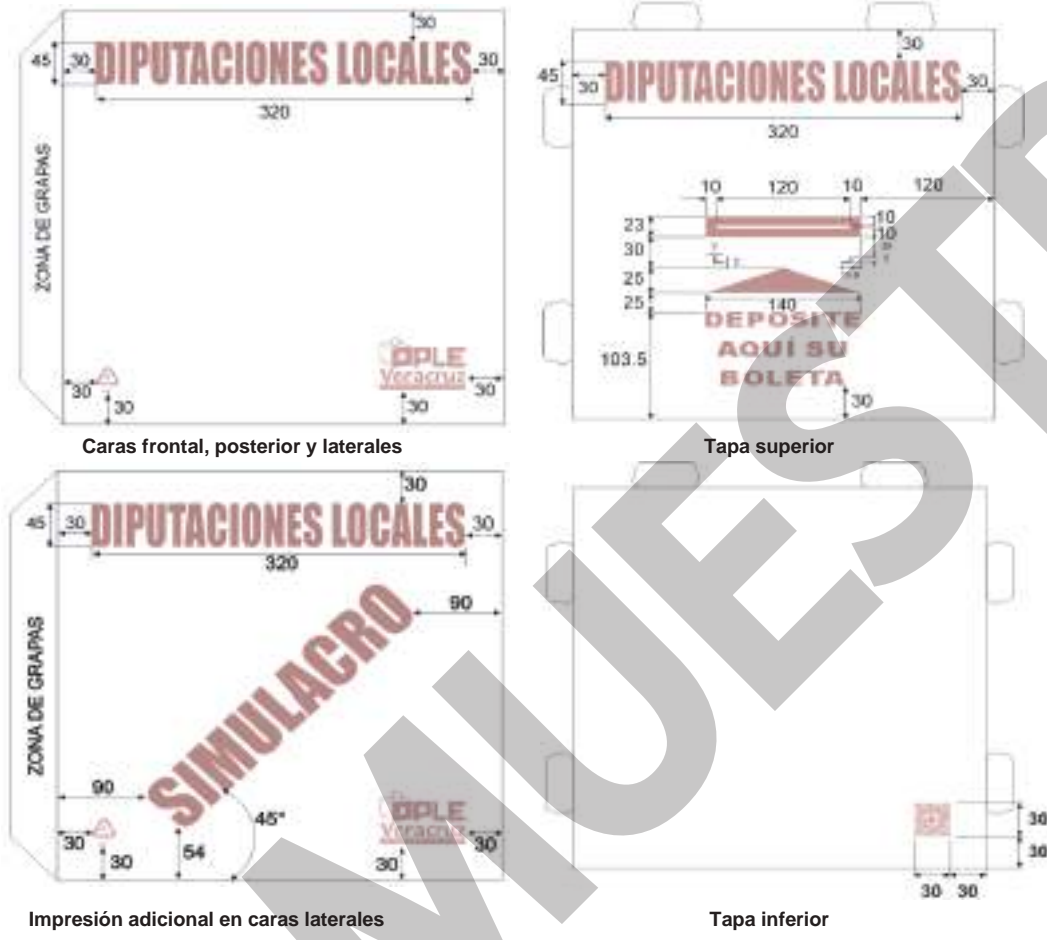 30
45 30 DIPUTACIONES LOCALES 30
320
ZONA DE GRAPAS
OPLE
Veracruz
30 30
30 30
Caras frontal, posterior y laterales
30
45 30 DIPUTACIONES LOCALES 30
320
10 120 10 120
23 10
30 10
25
25 140
DEPOSITE
AQUÍ SU
BOLETA
103.5
30
Tapa superior
30
45 30 DIPUTACIONES LOCALES 30
320
90
SIMULACRO
ZONA DE GRAPAS
90
45°
OPLE
Veracruz
30 30
30 54 30
Impresión adicional en caras laterales
30
30
30 30
Tapa inferior